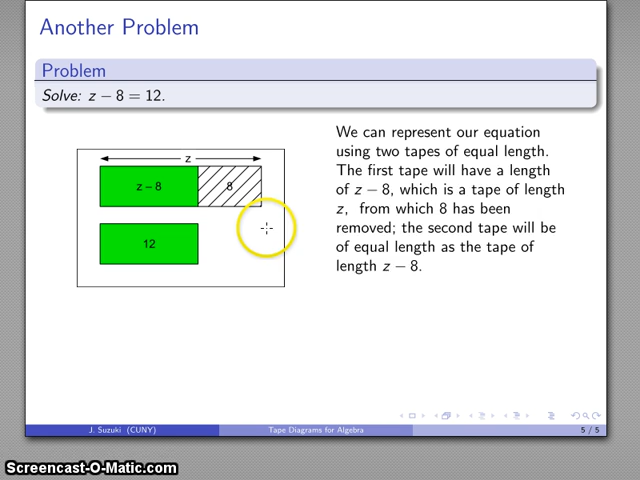 Another Problem
Problem
Solve: z − 8 = 12.
We can represent our equation
using two tapes of equal length.
The first tape will have a length
of z − 8, which is a tape of length
z, from which 8 has been
removed; the second tape will be
of equal length as the tape of
length z − 8.
z
z − 8
8
12
J. Suzuki (CUNY)
Tape Diagrams for Algebra
5 / 5
Screencast-O-Matic.com